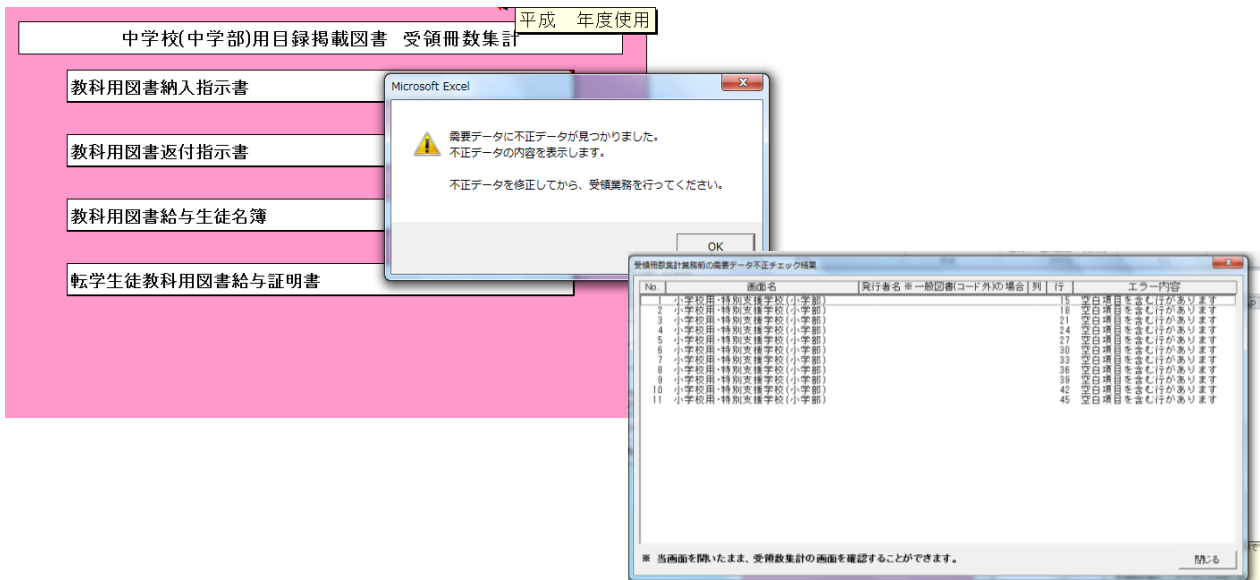 平成　年度使用
中学校(中学部)用目録掲載図書　受領冊数集計
教科用図書納入指示書
教科用図書返付指示書
教科用図書給与生徒名簿
転学生徒教科用図書給与証明書
Microsoft Excel
需要データに不正データが見つかりました。
不正データの内容を表示します。
不正データを修正してから、受領業務を行ってください。
OK
受領冊数集計業務前の需要データ不正チェック結果
No. 画面名 発行者名 ※一般図書(コード外)の場合 列 行 エラー内容
1 小学校用・特別支援学校(小学部) 15 空白項目を含む行があります
2 小学校用・特別支援学校(小学部) 18 空白項目を含む行があります
3 小学校用・特別支援学校(小学部) 21 空白項目を含む行があります
4 小学校用・特別支援学校(小学部) 24 空白項目を含む行があります
5 小学校用・特別支援学校(小学部) 27 空白項目を含む行があります
6 小学校用・特別支援学校(小学部) 30 空白項目を含む行があります
7 小学校用・特別支援学校(小学部) 33 空白項目を含む行があります
8 小学校用・特別支援学校(小学部) 36 空白項目を含む行があります
9 小学校用・特別支援学校(小学部) 39 空白項目を含む行があります
10 小学校用・特別支援学校(小学部) 42 空白項目を含む行があります
11 小学校用・特別支援学校(小学部) 45 空白項目を含む行があります
※ 当画面を開いたまま、受領数集計の画面を確認することができます。
閉じる